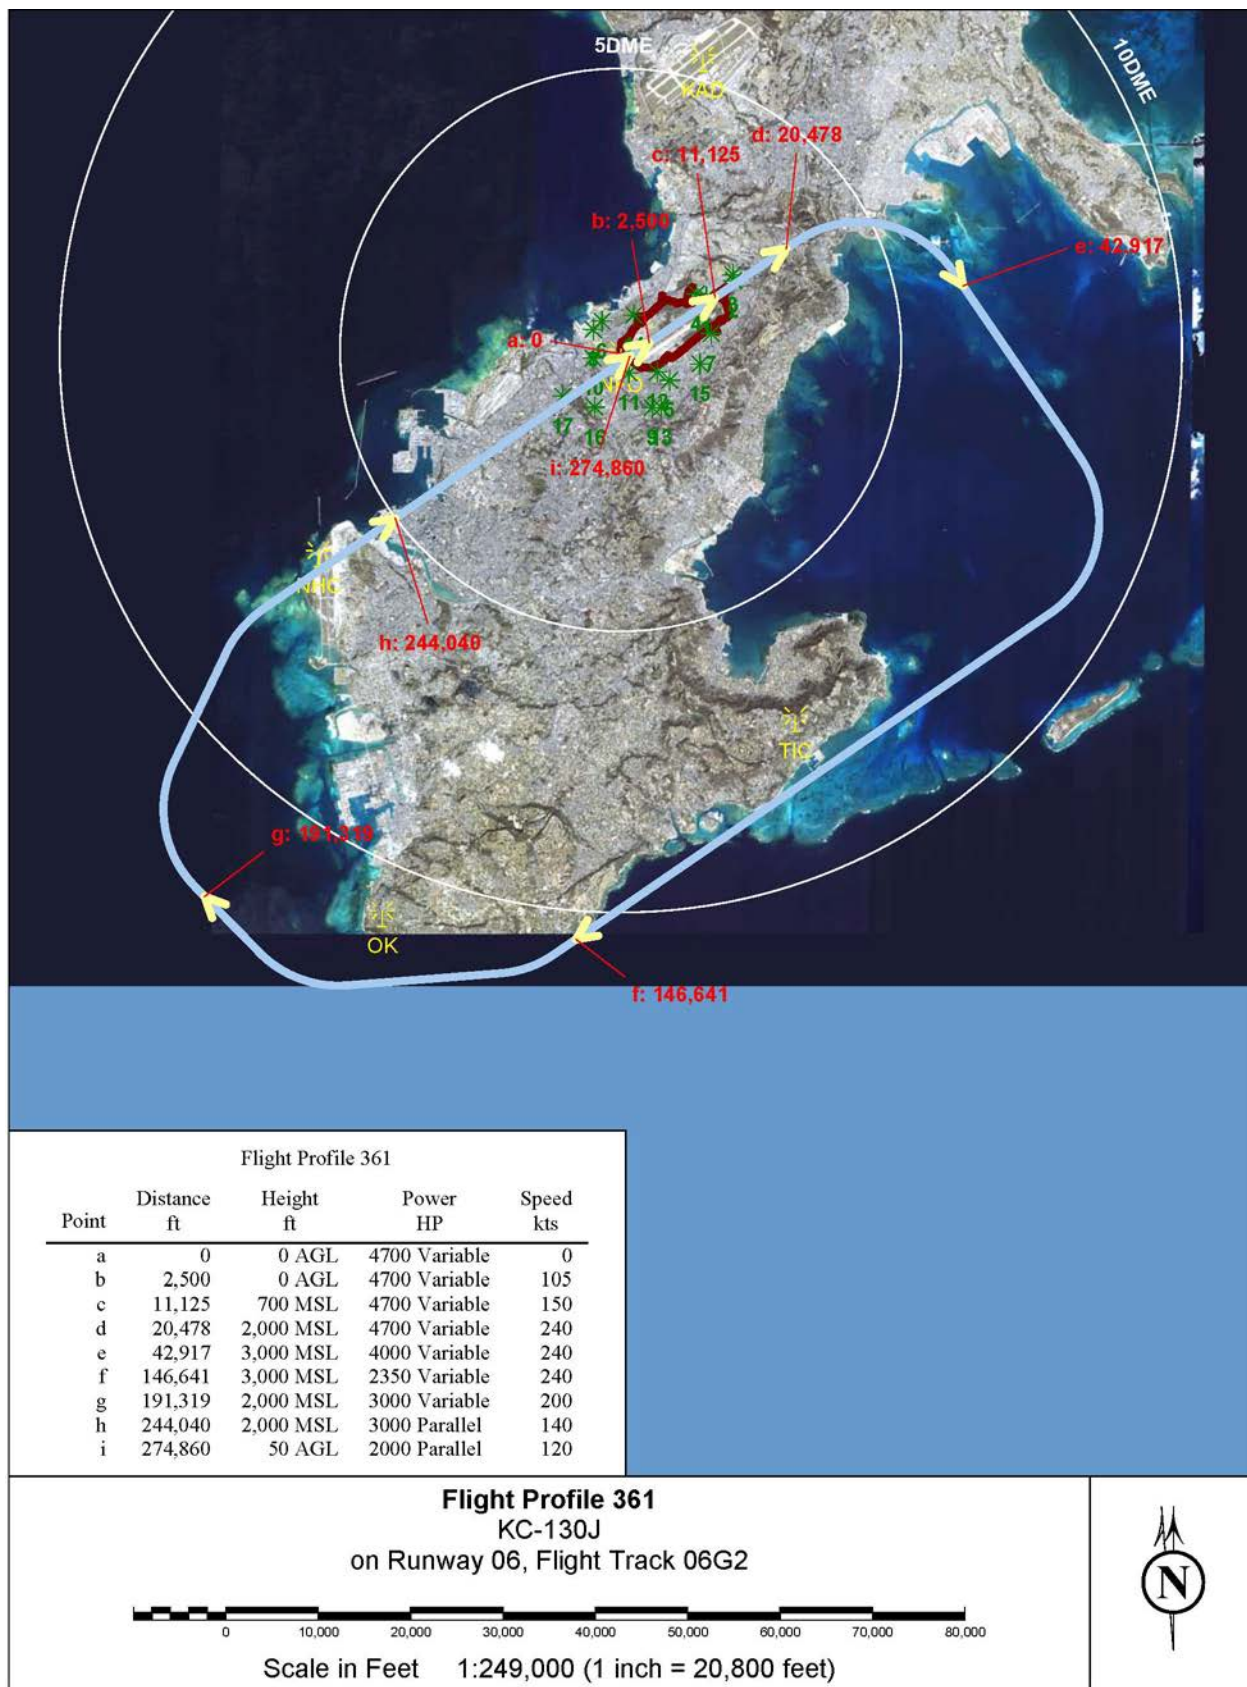 5DME
10DME
KAD
d: 20,478
c: 11,125
b: 2,500
e: 42,917
a: 0
7
10
11
12
15
17
16
9
13
i: 274,860
NHC
h: 244,040
TIC
g: 191,319
OK
f: 146,641
Flight Profile 361
Point Distance ft Height ft Power HP Speed kts
a 0 0 AGL 4700 Variable 0
b 2,500 0 AGL 4700 Variable 105
c 11,125 700 MSL 4700 Variable 150
d 20,478 2,000 MSL 4700 Variable 240
e 42,917 3,000 MSL 4000 Variable 240
f 146,641 3,000 MSL 2350 Variable 240
g 191,319 2,000 MSL 3000 Variable 200
h 244,040 2,000 MSL 3000 Parallel 140
i 274,860 50 AGL 2000 Parallel 120
Flight Profile 361
KC-130J
on Runway 06, Flight Track 06G2
N
0 10,000 20,000 30,000 40,000 50,000 60,000 70,000 80,000
Scale in Feet 1:249,000 (1 inch = 20,800 feet)